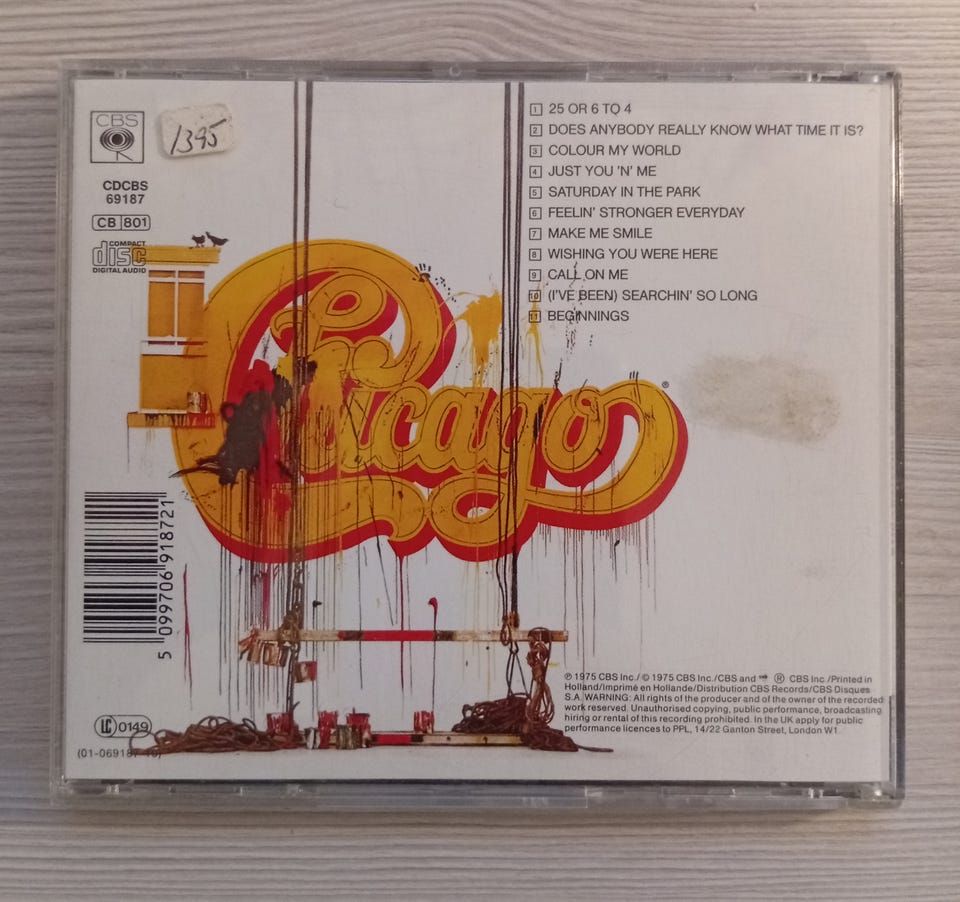 CBS
1395
CDCBS
69187
CB 801
COMPACT
disc
DIGITAL AUDIO
1 25 OR 6 TO 4
2 DOES ANYBODY REALLY KNOW WHAT TIME IT IS?
3 COLOUR MY WORLD
4 JUST YOU 'N' ME
5 SATURDAY IN THE PARK
6 FEELIN' STRONGER EVERYDAY
7 MAKE ME SMILE
8 WISHING YOU WERE HERE
9 CALL ON ME
10 (I'VE BEEN) SEARCHIN' SO LONG
11 BEGINNINGS
Chicago ®
5 099706 918721
℗ 1975 CBS Inc./ © 1975 CBS Inc./CBS and ® CBS Inc./Printed in
Holland/Imprimé en Hollande/Distribution CBS Records/CBS Disques
S.A. WARNING: All rights of the producer and of the owner of the recorded
work reserved. Unauthorised copying, public performance, broadcasting
hiring or rental of this recording prohibited. In the UK apply for public
performance licences to PPL, 14/22 Ganton Street, London W1.
LC 0149
(01-069187-10)